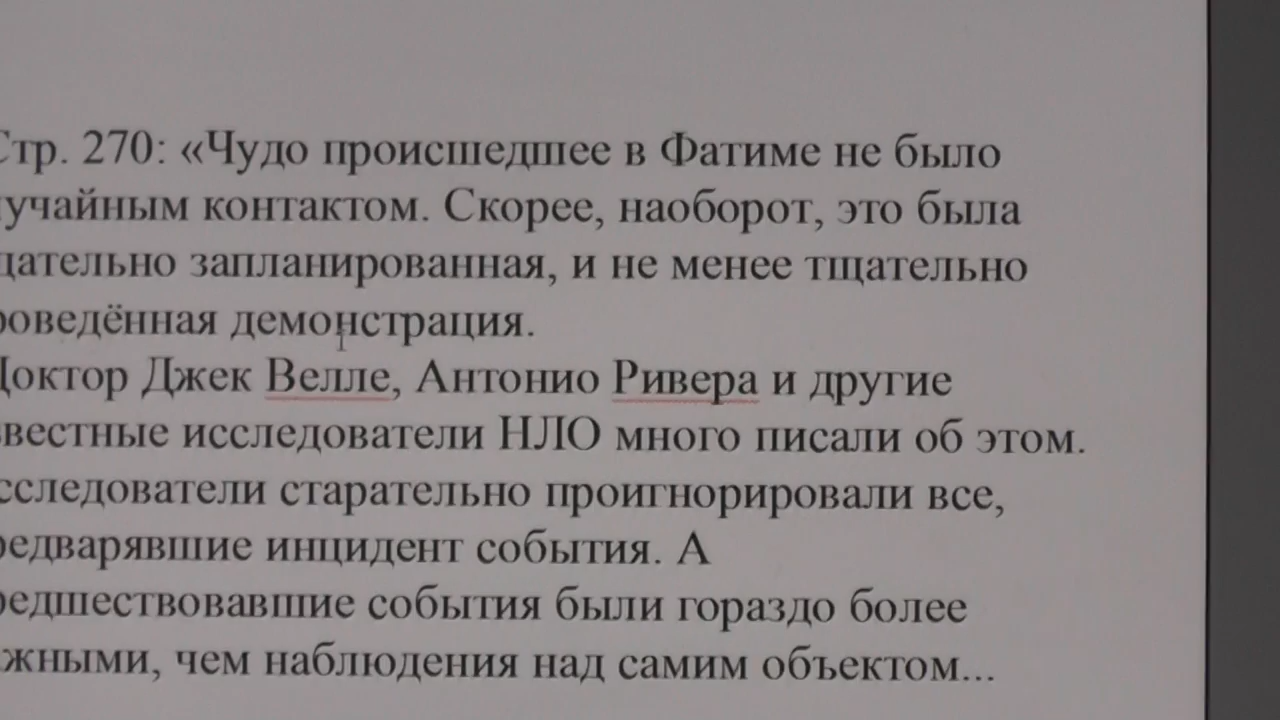 Стр. 270: «Чудо происшедшее в Фатиме не было
учайным контактом. Скорее, наоборот, это была
щательно запланированная, и не менее тщательно
роведённая демонстрация.
Доктор Джек Велле, Антонио Ривера и другие
звестные исследователи НЛО много писали об этом.
сследователи старательно проигнорировали все,
редварявшие инцидент события. А
редшествовавшие события были гораздо более
жными, чем наблюдения над самим объектом...